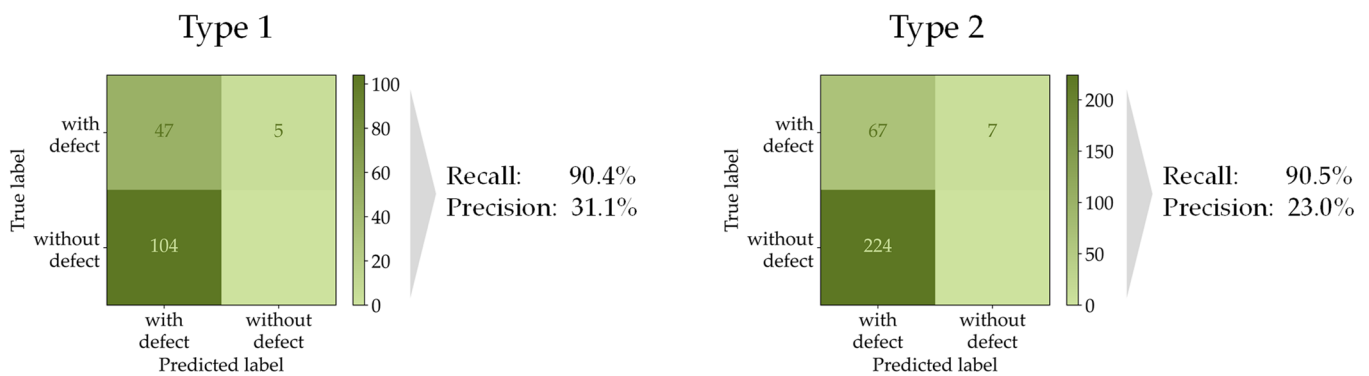 Type 1
True label
with
defect
without
defect
47
5
104
with
defect
without
defect
Predicted label
100
80
60
40
20
0
Recall: 90.4%
Precision: 31.1%
Type 2
True label
with
defect
without
defect
67
7
224
with
defect
without
defect
Predicted label
200
150
100
50
0
Recall: 90.5%
Precision: 23.0%